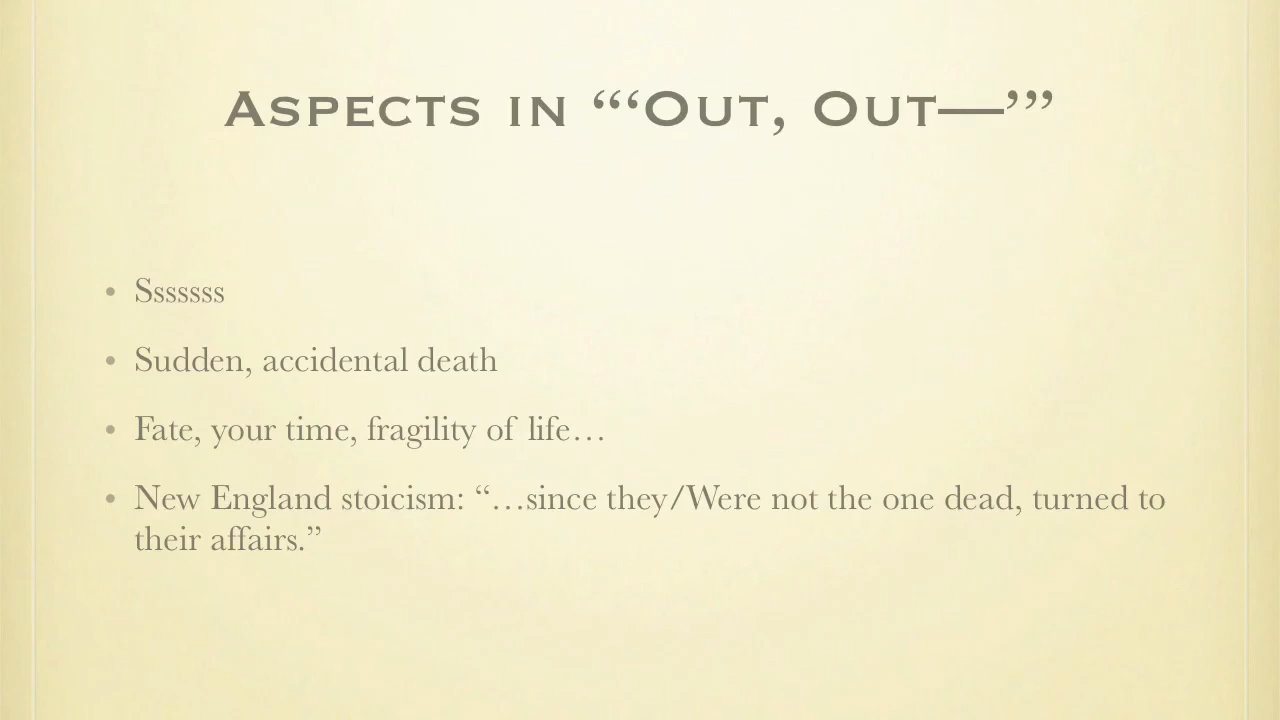 Aspects in “‘Out, Out—’”
• Sssssss
• Sudden, accidental death
• Fate, your time, fragility of life…
• New England stoicism: “…since they/Were not the one dead, turned to
their affairs.”